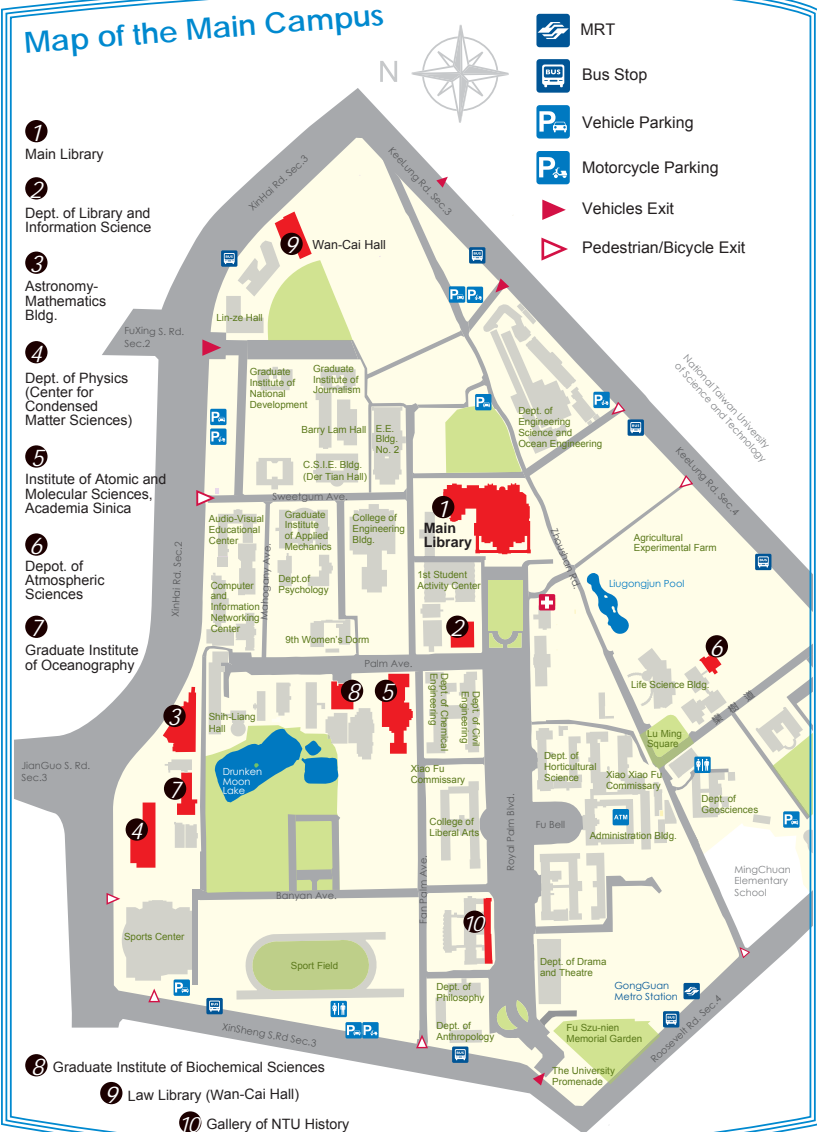 Map of the Main Campus
N
MRT
BUS
Bus Stop
P
Vehicle Parking
P
Motorcycle Parking
Vehicles Exit
Pedestrian/Bicycle Exit
1
Main Library
2
Dept. of Library and
Information Science
3
Astronomy-
Mathematics
Bldg.
4
Dept. of Physics
(Center for
Condensed
Matter Sciences)
5
Institute of Atomic and
Molecular Sciences,
Academia Sinica
6
Depot. of
Atmospheric
Sciences
7
Graduate Institute
of Oceanography
XinHai Rd. Sec.3
KeeLung Rd. Sec.3
9
Wan-Cai Hall
Lin-ze Hall
FuXing S. Rd.
Sec.2
Graduate
Institute of
National
Development
Graduate
Institute of
Journalism
Barry Lam Hall
E.E.
Bldg.
No. 2
C.S.I.E. Bldg.
(Der Tian Hall)
Dept. of
Engineering
Science and
Ocean Engineering
National Taiwan University
of Science and Technology
KeeLung Rd. Sec.4
Sweetgum Ave.
1
Main
Library
Audio-Visual
Educational
Center
Graduate
Institute
of Applied
Mechanics
College of
Engineering
Bldg.
Zhoushan Rd.
Agricultural
Experimental Farm
XinHai Rd. Sec.2
Mahogany Ave.
Computer
and
Information
Networking
Center
Dept.of
Psychology
1st Student
Activity Center
Liugongjun Pool
9th Women's Dorm
2
6
Palm Ave.
8
5
Life Science Bldg.
3
Shih-Liang
Hall
Dept. of Chemical
Engineering
Dept. of Civil
Engineering
Lu Ming
Square
JianGuo S. Rd.
Sec.3
Drunken
Moon
Lake
Xiao Fu
Commissary
Dept. of
Horticultural
Science
Xiao Xiao Fu
Commissary
7
4
College of
Liberal Arts
Royal Palm Blvd.
Fu Bell
ATM
Administration Bldg.
Dept. of
Geosciences
P
MingChuan
Elementary
School
Banyan Ave.
Fan Palm Ave.
10
Sports Center
Sport Field
Dept. of Drama
and Theatre
GongGuan
Metro Station
Dept. of
Philosophy
Dept. of
Anthropology
Fu Szu-nien
Memorial Garden
Roosevelt Rd. Sec.4
XinSheng S.Rd Sec.3
The University
Promenade
8
Graduate Institute of Biochemical Sciences
9
Law Library (Wan-Cai Hall)
10
Gallery of NTU History